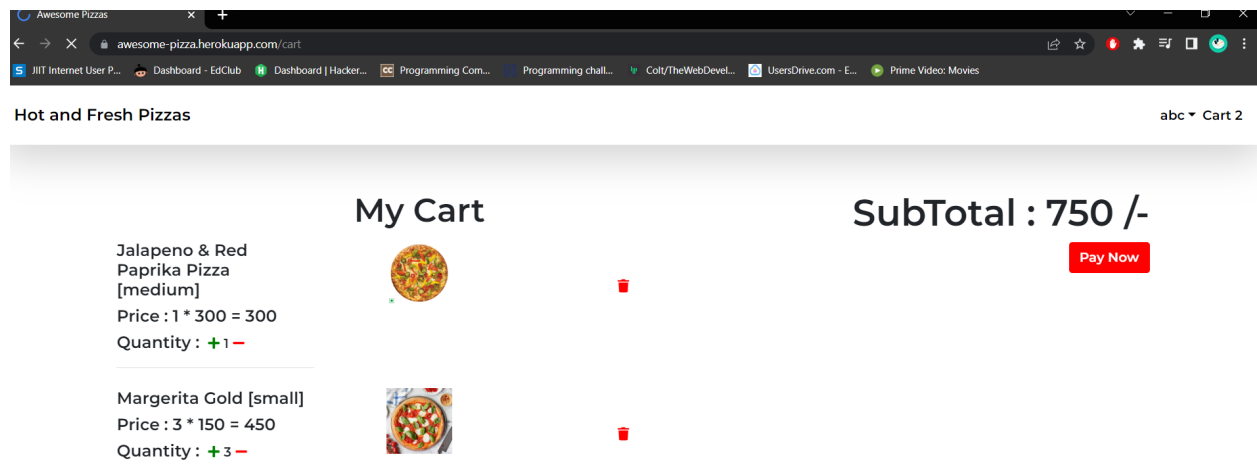 Awesome Pizzas
awesome-pizza.herokuapp.com/cart
JIIT Internet User P... Dashboard - EdClub Dashboard | Hacker... Programming Com... Programming chall... Colt/TheWebDevel... UsersDrive.com - E... Prime Video: Movies
Hot and Fresh Pizzas abc Cart 2
My Cart
SubTotal : 750 /-
Pay Now
Jalapeno & Red
Paprika Pizza
[medium]
Price : 1 * 300 = 300
Quantity : + 1 −
Margerita Gold [small]
Price : 3 * 150 = 450
Quantity : + 3 −